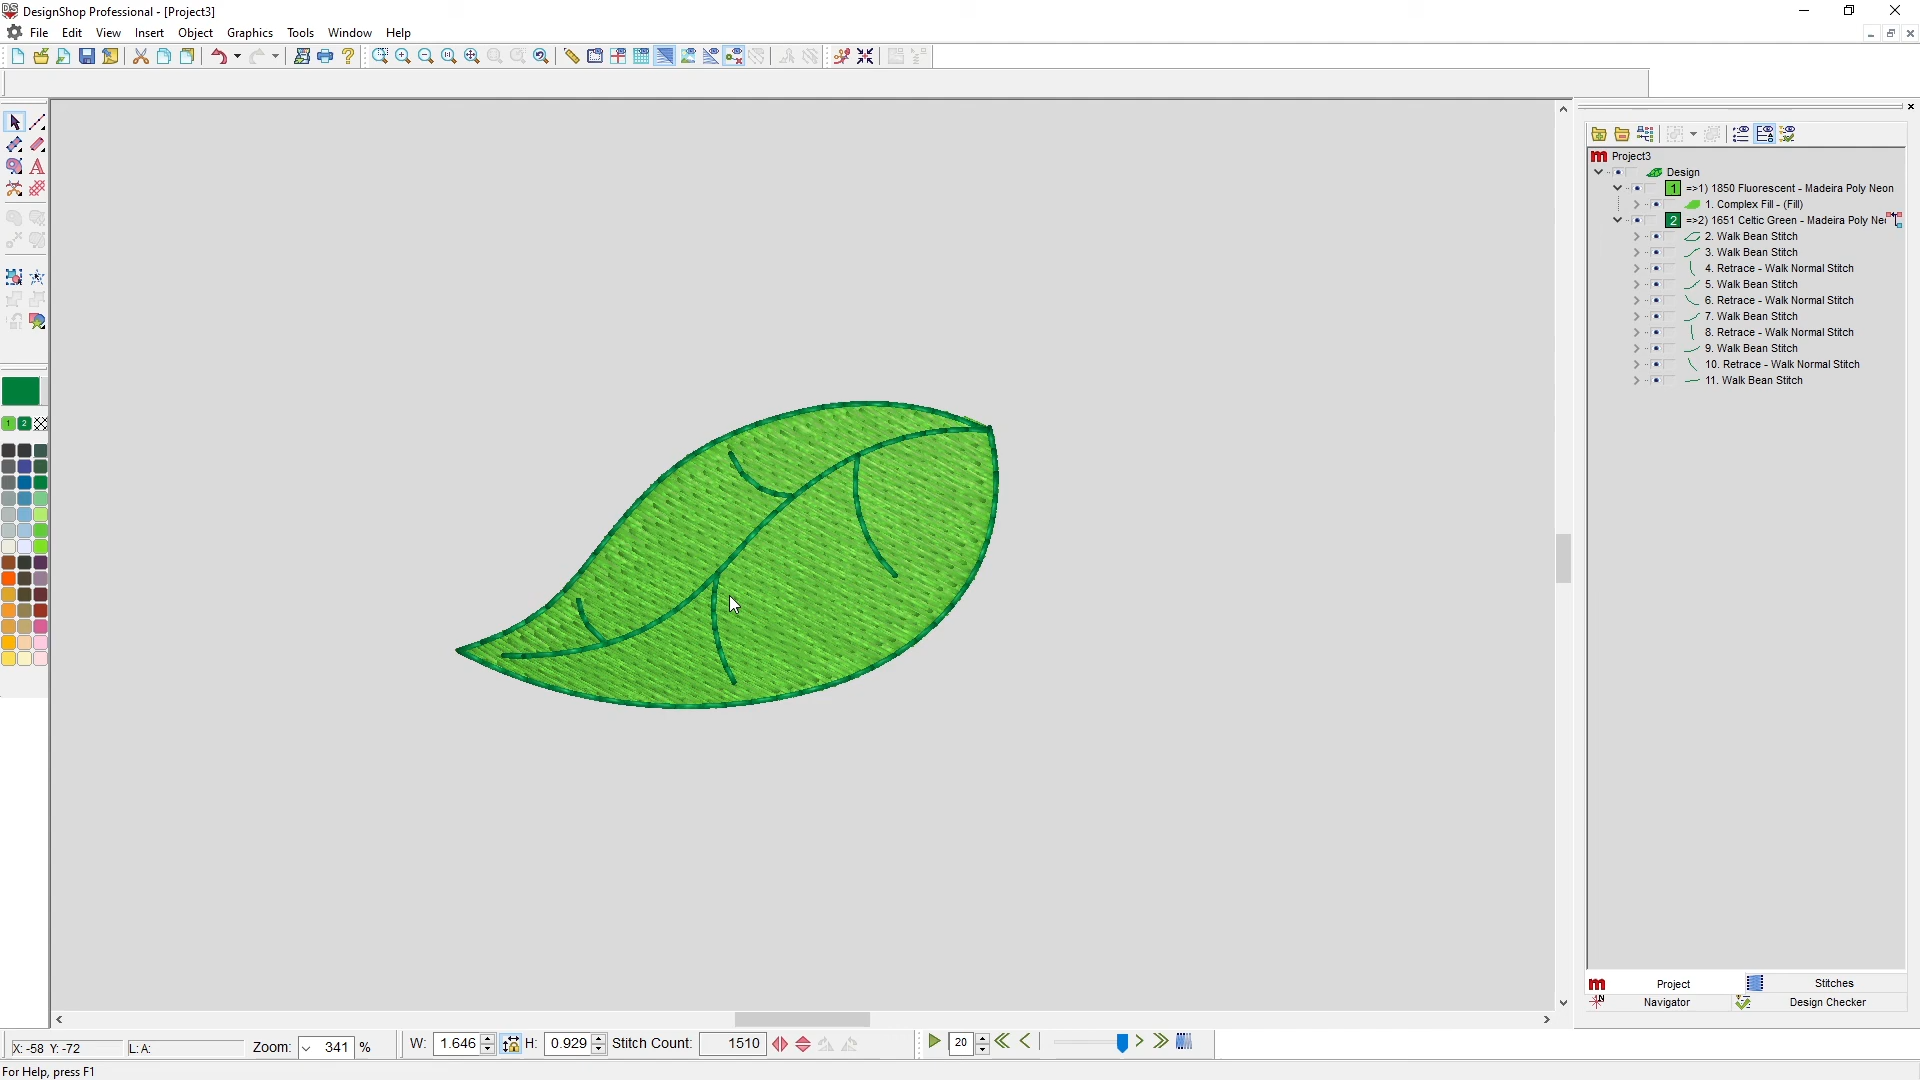 DesignShop Professional - [Project3]
File Edit View Insert Object Graphics Tools Window Help
Project3
Design
1 =>1) 1850 Fluorescent - Madeira Poly Neon
1. Complex Fill - (Fill)
2 =>2) 1651 Celtic Green - Madeira Poly Ne
2. Walk Bean Stitch
3. Walk Bean Stitch
4. Retrace - Walk Normal Stitch
5. Walk Bean Stitch
6. Retrace - Walk Normal Stitch
7. Walk Bean Stitch
8. Retrace - Walk Normal Stitch
9. Walk Bean Stitch
10. Retrace - Walk Normal Stitch
11. Walk Bean Stitch
1 2
Project Stitches
Navigator Design Checker
X: -58 Y: -72 L: A: Zoom: 341 % W: 1.646 H: 0.929 Stitch Count: 1510 20
For Help, press F1